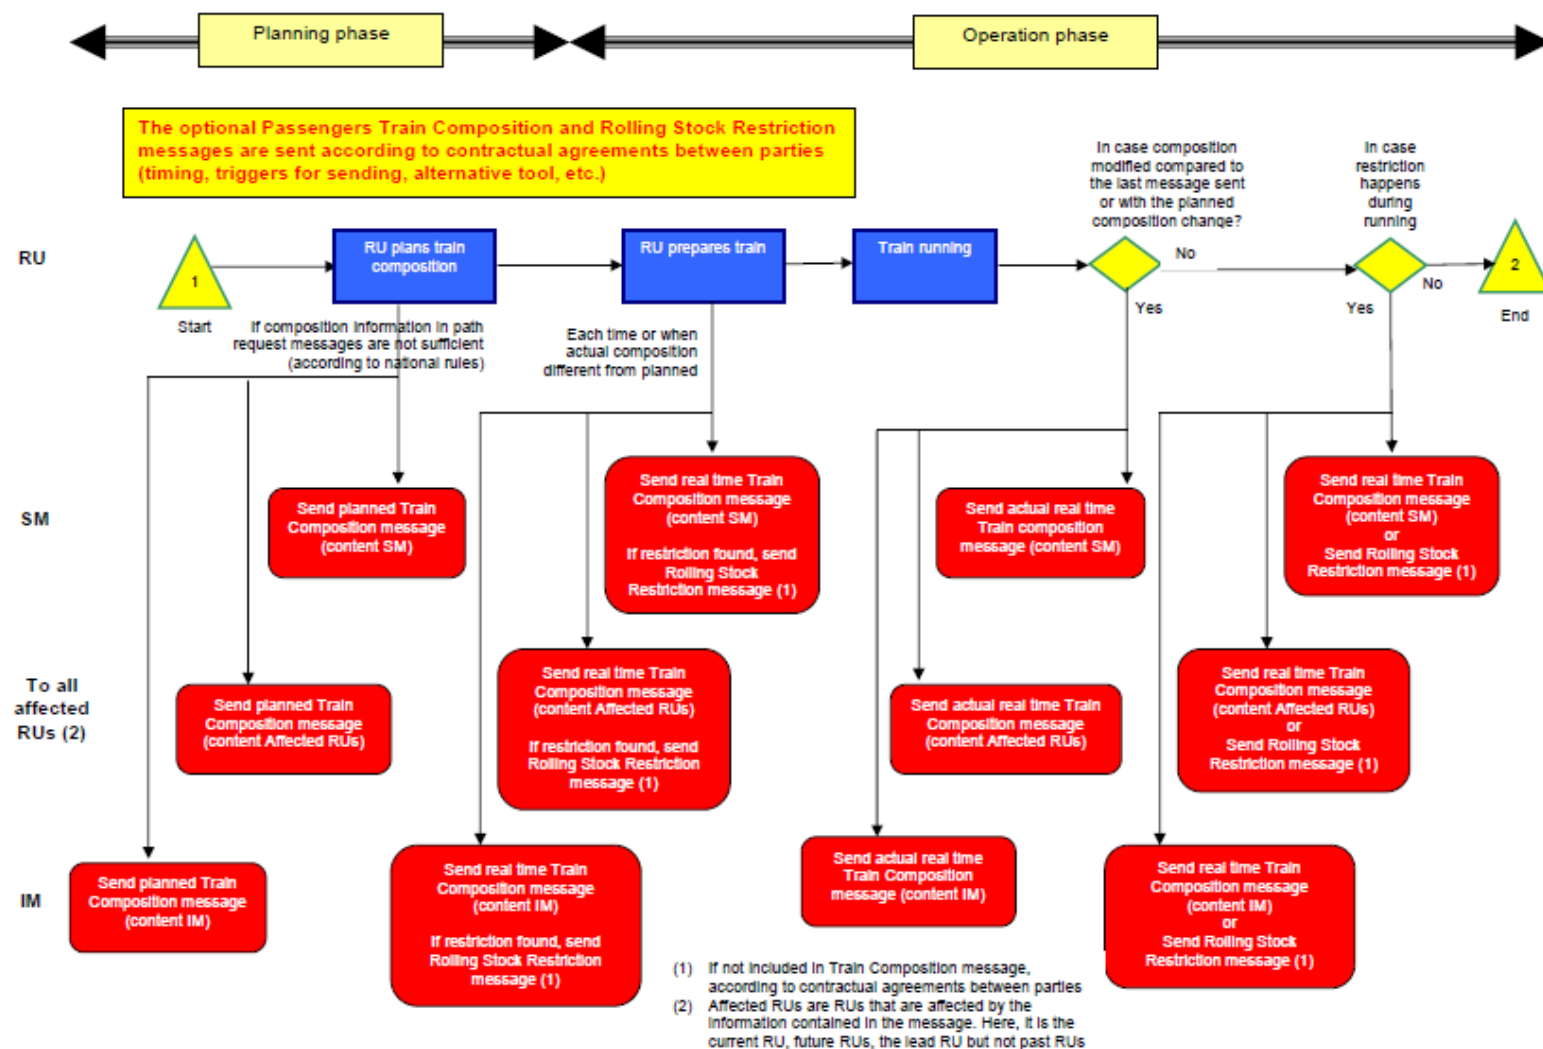 Planning phase
Operation phase
The optional Passengers Train Composition and Rolling Stock Restriction
messages are sent according to contractual agreements between parties
(timing, triggers for sending, alternative tool, etc.)
In case composition
modified compared to
the last message sent
or with the planned
composition change?
In case
restriction
happens
during
running
RU
1
Start
RU plans train
composition
RU prepares train
Train running
No
Yes
No
Yes
2
End
If composition information in path
request messages are not sufficient
(according to national rules)
Each time or when
actual composition
different from planned
SM
Send planned Train
Composition message
(content SM)
Send real time Train
Composition message
(content SM)
If restriction found, send
Rolling Stock
Restriction message (1)
Send actual real time
Train composition
message (content SM)
Send real time Train
Composition message
(content SM)
or
Send Rolling Stock
Restriction message (1)
To all
affected
RUs (2)
Send planned Train
Composition message
(content Affected RUs)
Send real time Train
Composition message
(content Affected RUs)
If restriction found, send
Rolling Stock Restriction
message (1)
Send actual real time Train
Composition message
(content Affected RUs)
Send real time Train
Composition message
(content Affected RUs)
or
Send Rolling Stock
Restriction message (1)
IM
Send planned Train
Composition message
(content IM)
Send real time Train
Composition message
(content IM)
If restriction found, send
Rolling Stock Restriction
message (1)
Send actual real time
Train Composition
message (content IM)
Send real time Train
Composition message
(content IM)
or
Send Rolling Stock
Restriction message (1)
(1) If not included in Train Composition message,
according to contractual agreements between parties
(2) Affected RUs are RUs that are affected by the
information contained in the message. Here, it is the
current RU, future RUs, the lead RU but not past RUs